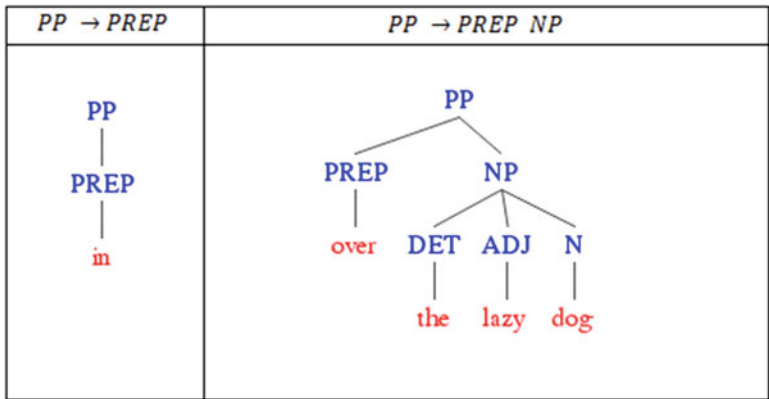 PP → PREP
PP → PREP NP
PP
PREP
in
PP
PREP NP
over DET ADJ N
the lazy dog